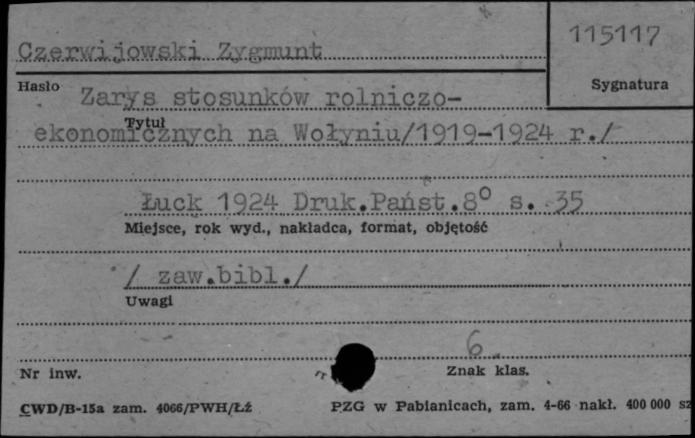 115117
Czerwijowski Zygmunt
Hasło
Sygnatura
Zarys stosunków rolniczo-
Tytuł
ekonomicznych na Wołyniu/1919-1924 r./
Łuck 1924 Druk.Państ.8° s. 35
Miejsce, rok wyd., nakładca, format, objętość
/ zaw.bibl./
Uwagi
6
Nr inw.
Znak klas.
CWD/B-15a zam. 4066/PWH/Łź
PZG w Pabianicach, zam. 4-66 nakł. 400 000 sz